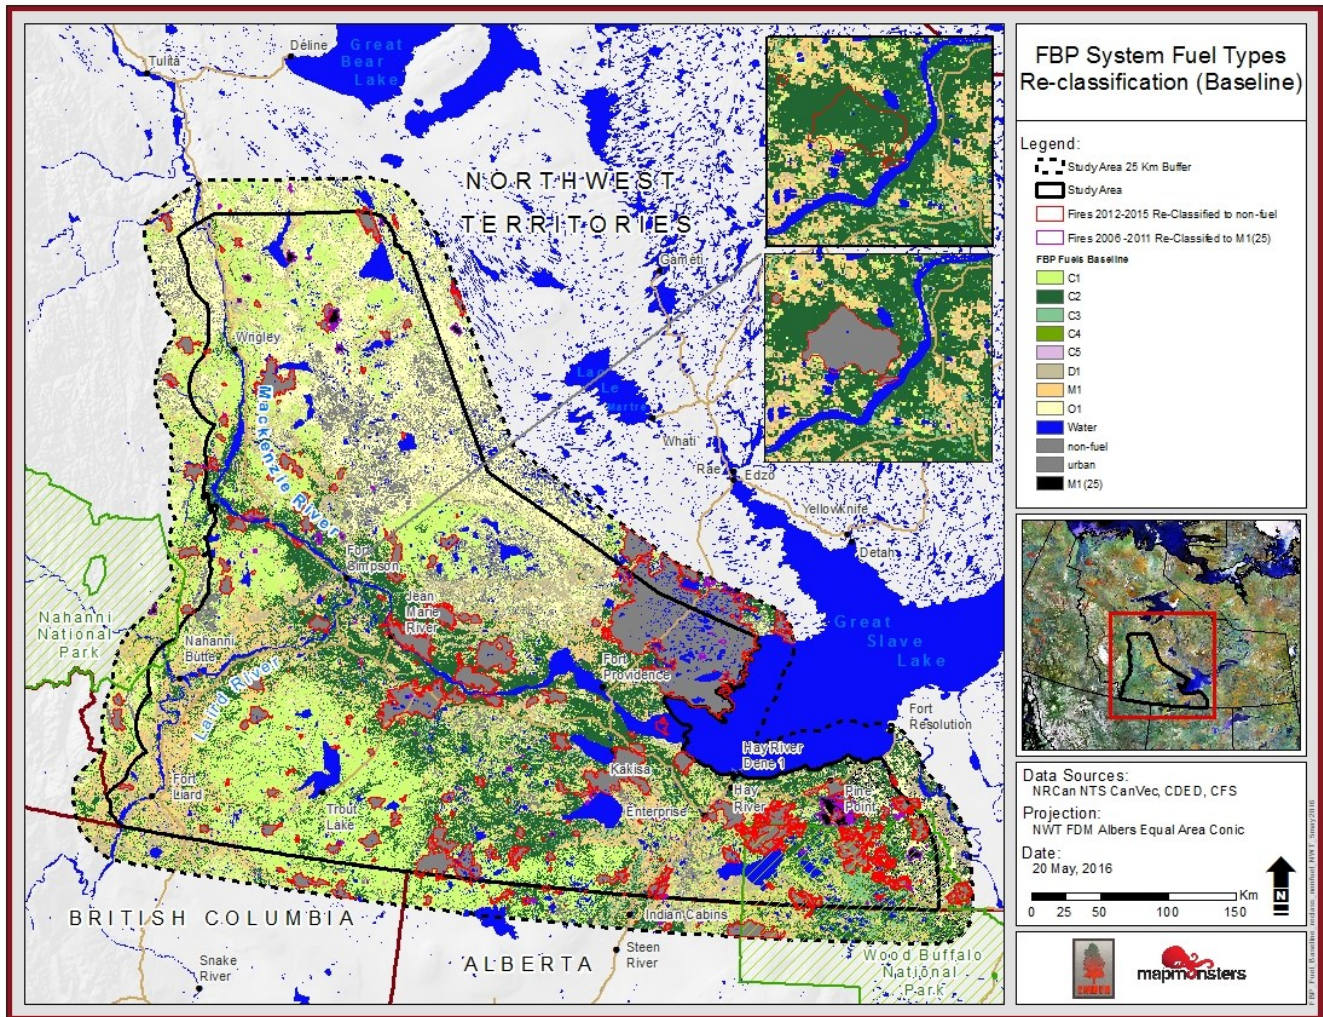 FBP System Fuel Types
Re-classification (Baseline)
Legend:
Study Area 25 Km Buffer
Study Area
Fires 2012-2015 Re-Classified to non-fuel
Fires 2006-2011 Re-Classified to M1(25)
FBP Fuels Baseline
C1
C2
C3
C4
C5
D1
M1
O1
Water
non-fuel
urban
M1(25)
Data Sources:
NRCan NTS CanVec, CDED, CFS
Projection:
NWT FDM Albers Equal Area Conic
Date:
20 May, 2016
Km
0 25 50 100 150
N
mapmonsters
Tulita
Déline
Great
Bear
Lake
NORTHWEST
TERRITORIES
Gamèti
Wrigley
Mackenzie River
Lac
Le
Martre
Whati
Rae
Edzo
Yellowknife
Detah
Fort
Simpson
Jean
Marie
River
Nahanni
National
Park
Nahanni
Butte
Laird River
Fort
Providence
Great
Slave
Lake
Fort
Resolution
Hay River
Dene 1
Kakisa
Hay
River
Pine
Point
Enterprise
Fort
Liard
Trout
Lake
BRITISH COLUMBIA
Indian Cabins
Steen
River
ALBERTA
Snake
River
Wood Buffalo
National
Park